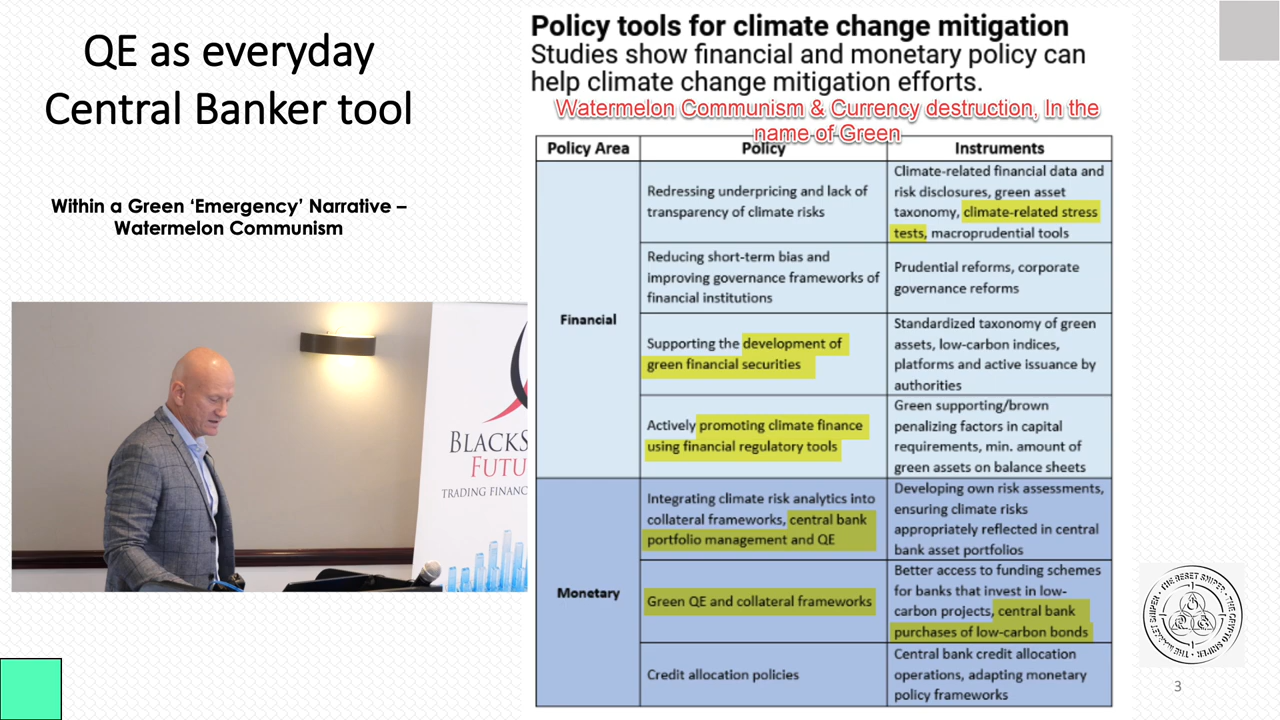 QE as everyday
Central Banker tool
Within a Green ‘Emergency’ Narrative –
Watermelon Communism
BLACKS
FUTU
TRADING FINANC
Policy tools for climate change mitigation
Studies show financial and monetary policy can
help climate change mitigation efforts.
Watermelon Communism & Currency destruction, In the
name of Green
Policy Area
Policy
Instruments
Financial
Redressing underpricing and lack of
transparency of climate risks
Climate-related financial data and
risk disclosures, green asset
taxonomy, climate-related stress
tests, macroprudential tools
Reducing short-term bias and
improving governance frameworks of
financial institutions
Prudential reforms, corporate
governance reforms
Supporting the development of
green financial securities
Standardized taxonomy of green
assets, low-carbon indices,
platforms and active issuance by
authorities
Actively promoting climate finance
using financial regulatory tools
Green supporting/brown
penalizing factors in capital
requirements, min. amount of
green assets on balance sheets
Monetary
Integrating climate risk analytics into
collateral frameworks, central bank
portfolio management and QE
Developing own risk assessments,
ensuring climate risks
appropriately reflected in central
bank asset portfolios
Green QE and collateral frameworks
Better access to funding schemes
for banks that invest in low-
carbon projects, central bank
purchases of low-carbon bonds
Credit allocation policies
Central bank credit allocation
operations, adapting monetary
policy frameworks
THE RESET SNIPER · THE CRYPTO SNIPER · THE MARKET SNIPER ·
3